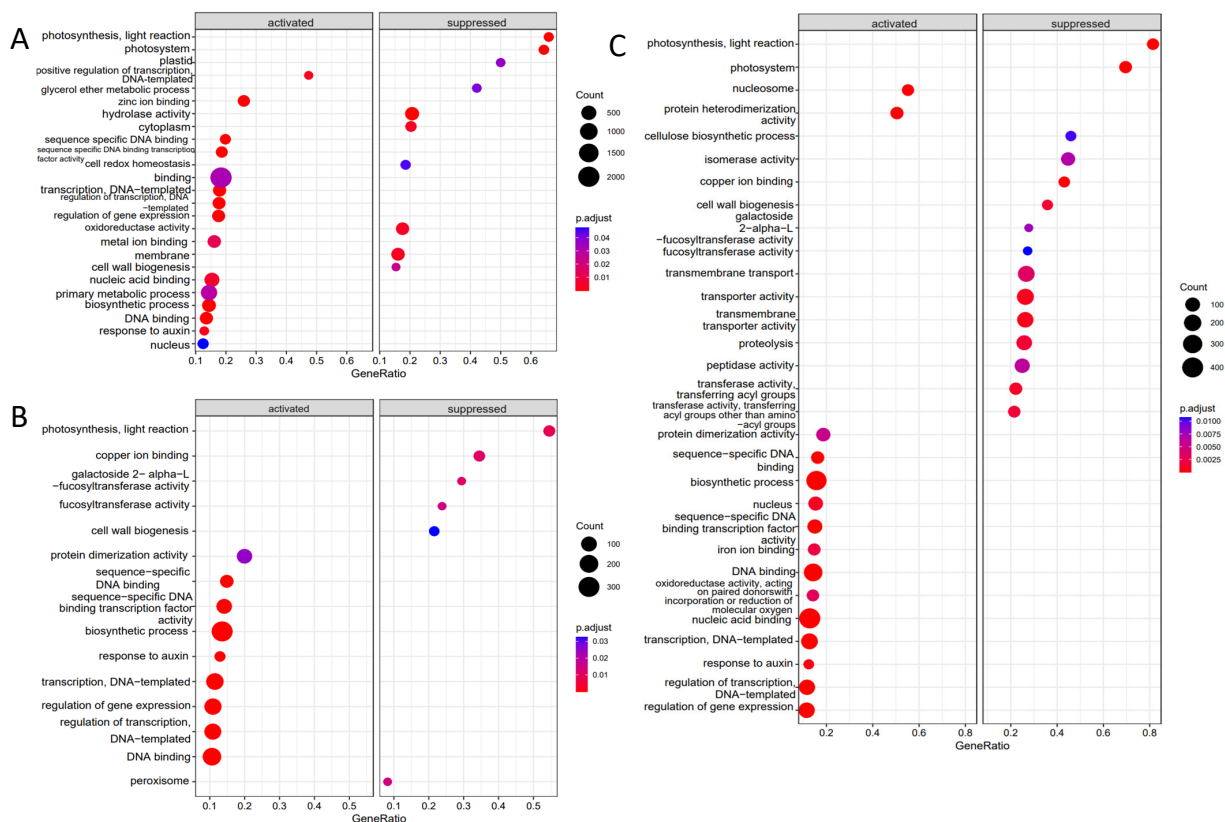 A
activated
suppressed
photosynthesis, light reaction
photosystem
plastid
positive regulation of transcription,
DNA-templated
glycerol ether metabolic process
zinc ion binding
hydrolase activity
cytoplasm
sequence specific DNA binding
sequence specific DNA binding transcription
factor activity
cell redox homeostasis
binding
transcription, DNA-templated
regulation of transcription, DNA
-templated
regulation of gene expression
oxidoreductase activity
metal ion binding
membrane
cell wall biogenesis
nucleic acid binding
primary metabolic process
biosynthetic process
DNA binding
response to auxin
nucleus
0.1 0.2 0.3 0.4 0.5 0.6
0.1 0.2 0.3 0.4 0.5 0.6
GeneRatio
Count
500
1000
1500
2000
p.adjust
0.04
0.03
0.02
0.01
B
activated
suppressed
photosynthesis, light reaction
copper ion binding
galactoside 2- alpha-L
-fucosyltransferase activity
fucosyltransferase activity
cell wall biogenesis
protein dimerization activity
sequence-specific
DNA binding
sequence-specific DNA
binding transcription factor
activity
biosynthetic process
response to auxin
transcription, DNA-templated
regulation of gene expression
regulation of transcription,
DNA-templated
DNA binding
peroxisome
0.1 0.2 0.3 0.4 0.5
0.1 0.2 0.3 0.4 0.5
GeneRatio
Count
100
200
300
p.adjust
0.03
0.02
0.01
C
activated
suppressed
photosynthesis, light reaction
photosystem
nucleosome
protein heterodimerization
activity
cellulose biosynthetic process
isomerase activity
copper ion binding
cell wall biogenesis
galactoside
2-alpha-L
-fucosyltransferase activity
fucosyltransferase activity
transmembrane transport
transporter activity
transmembrane
transporter activity
proteolysis
peptidase activity
transferase activity,
transferring acyl groups
transferase activity, transferring
acyl groups other than amino
-acyl groups
protein dimerization activity
sequence-specific DNA
binding
biosynthetic process
nucleus
sequence-specific DNA
binding transcription factor
activity
iron ion binding
DNA binding
oxidoreductase activity, acting
on paired donorswith
incorporation or reduction of
molecular oxygen
nucleic acid binding
transcription, DNA-templated
response to auxin
regulation of transcription,
DNA-templated
regulation of gene expression
0.2 0.4 0.6 0.8
0.2 0.4 0.6 0.8
GeneRatio
Count
100
200
300
400
p.adjust
0.0100
0.0075
0.0050
0.0025